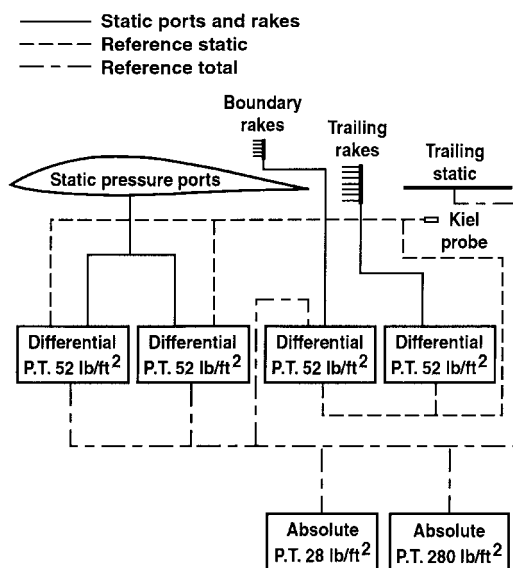 Static ports and rakes
Reference static
Reference total
Boundary
rakes
Trailing
rakes
Trailing
static
Static pressure ports
Kiel
probe
Differential
P.T. 52 lb/ft²
Differential
P.T. 52 lb/ft²
Differential
P.T. 52 lb/ft²
Differential
P.T. 52 lb/ft²
Absolute
P.T. 28 lb/ft²
Absolute
P.T. 280 lb/ft²